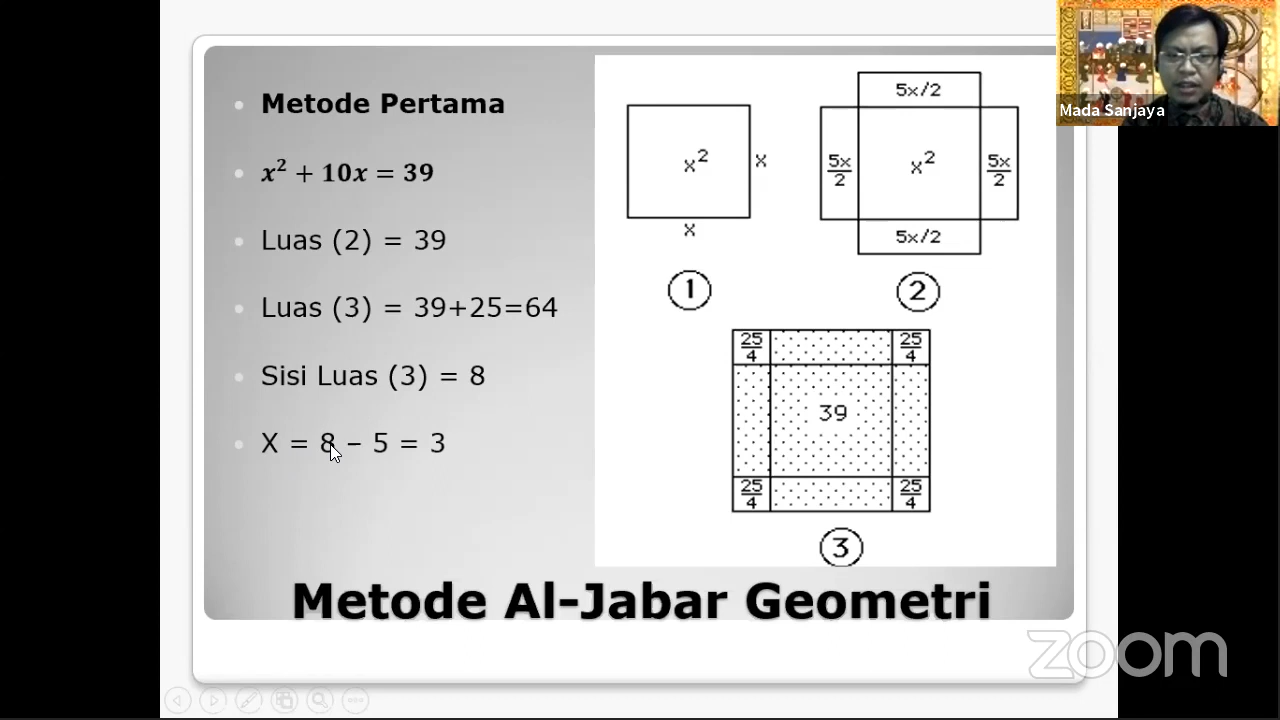 Metode Pertama
x² + 10x = 39
Luas (2) = 39
Luas (3) = 39+25=64
Sisi Luas (3) = 8
X = 8 – 5 = 3
x²
x
x
1
5x/2
5x/2
x²
5x/2
5x/2
2
25/4
25/4
39
25/4
25/4
3
Metode Al-Jabar Geometri
Mada Sanjaya
zoom